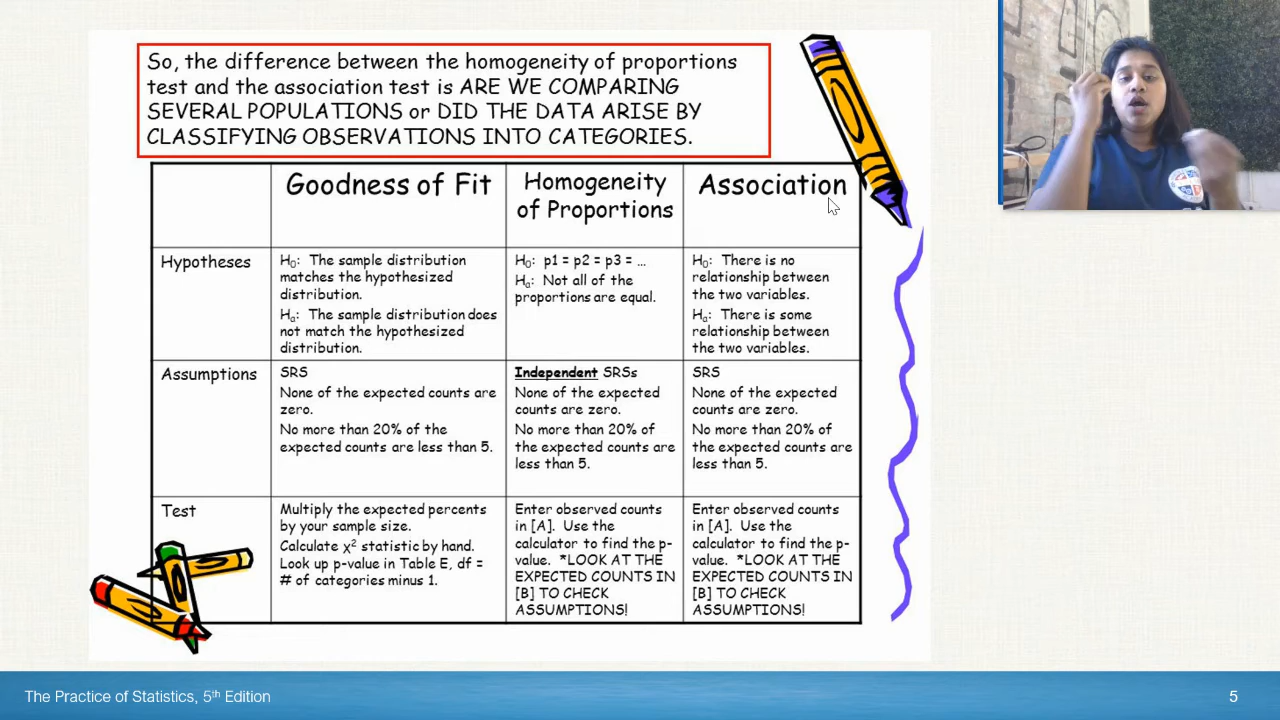 So, the difference between the homogeneity of proportions
test and the association test is ARE WE COMPARING
SEVERAL POPULATIONS or DID THE DATA ARISE BY
CLASSIFYING OBSERVATIONS INTO CATEGORIES.
Goodness of Fit
Homogeneity
of Proportions
Association
Hypotheses
H₀: The sample distribution
matches the hypothesized
distribution.
Hₐ: The sample distribution does
not match the hypothesized
distribution.
H₀: p1 = p2 = p3 = …
Hₐ: Not all of the
proportions are equal.
H₀: There is no
relationship between
the two variables.
Hₐ: There is some
relationship between
the two variables.
Assumptions
SRS
None of the expected counts are
zero.
No more than 20% of the
expected counts are less than 5.
Independent SRSs
None of the expected
counts are zero.
No more than 20% of
the expected counts are
less than 5.
SRS
None of the expected
counts are zero.
No more than 20% of
the expected counts are
less than 5.
Test
Multiply the expected percents
by your sample size.
Calculate χ² statistic by hand.
Look up p-value in Table E, df =
# of categories minus 1.
Enter observed counts
in [A]. Use the
calculator to find the p-
value. *LOOK AT THE
EXPECTED COUNTS IN
[B] TO CHECK
ASSUMPTIONS!
Enter observed counts
in [A]. Use the
calculator to find the p-
value. *LOOK AT THE
EXPECTED COUNTS IN
[B] TO CHECK
ASSUMPTIONS!
The Practice of Statistics, 5th Edition
5